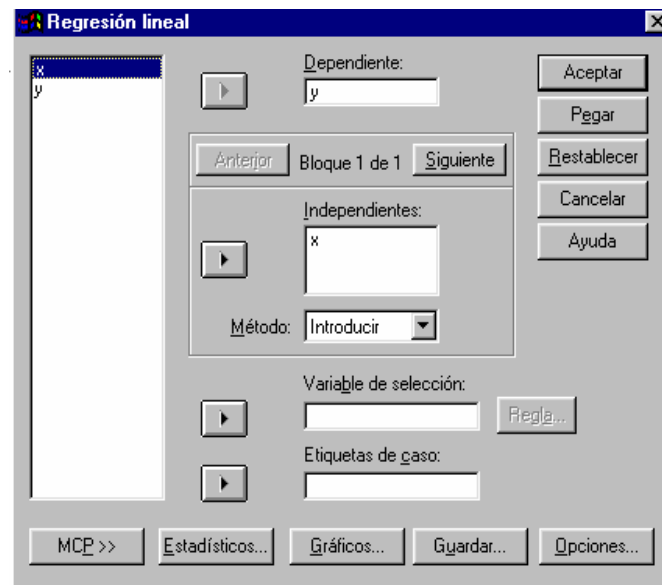 Regresión lineal
x
y
Dependiente:
y
Anterior
Bloque 1 de 1
Siguiente
Independientes:
x
Método:
Introducir
Variable de selección:
Regla...
Etiquetas de caso:
Aceptar
Pegar
Restablecer
Cancelar
Ayuda
MCP >>
Estadísticos...
Gráficos...
Guardar...
Opciones...